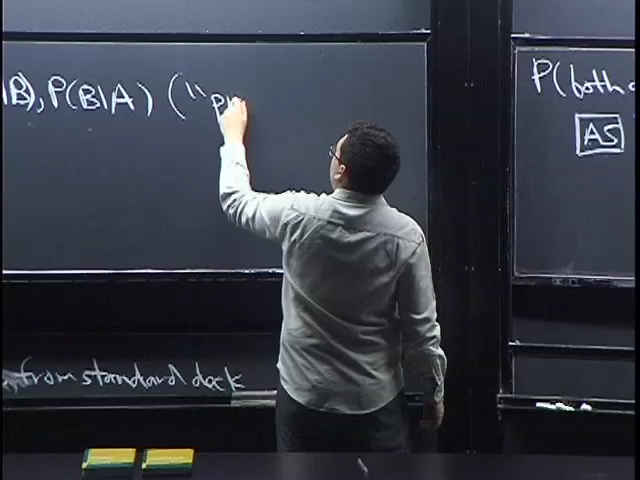 |B), P(B|A) ("
P(both
AS
from standard deck